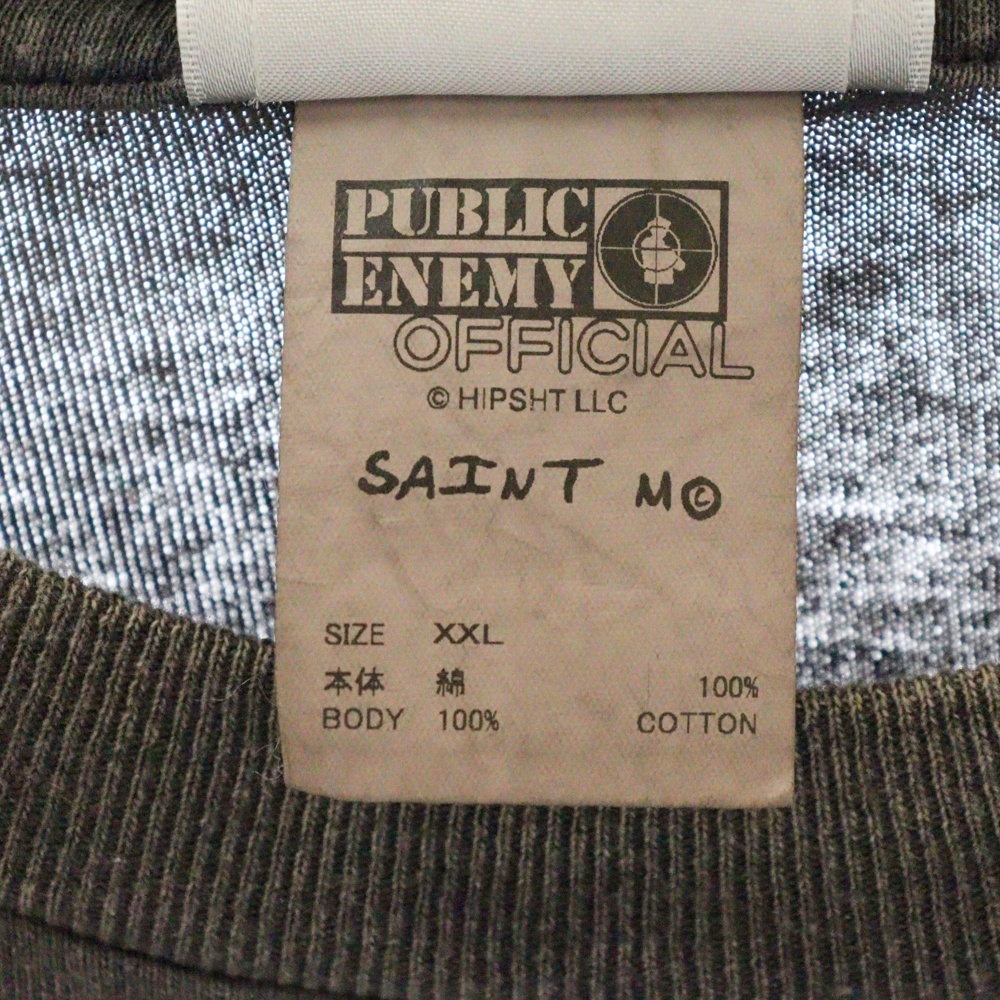 PUBLIC
ENEMY
OFFICIAL
© HIPSHT LLC
SAINT M©
SIZE XXL
本体 綿 100%
BODY 100% COTTON